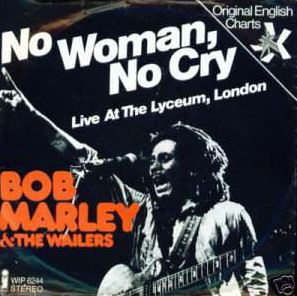 Original English
Charts
No Woman,
No Cry
Live At The Lyceum, London
BOB
MARLEY
& THE WAILERS
WIP 6244
STEREO